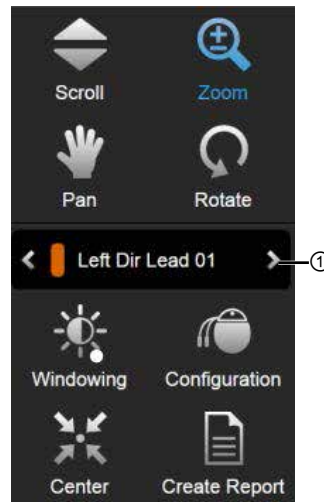 Scroll Zoom
Pan Rotate
Left Dir Lead 01 ①
Windowing Configuration
Center Create Report